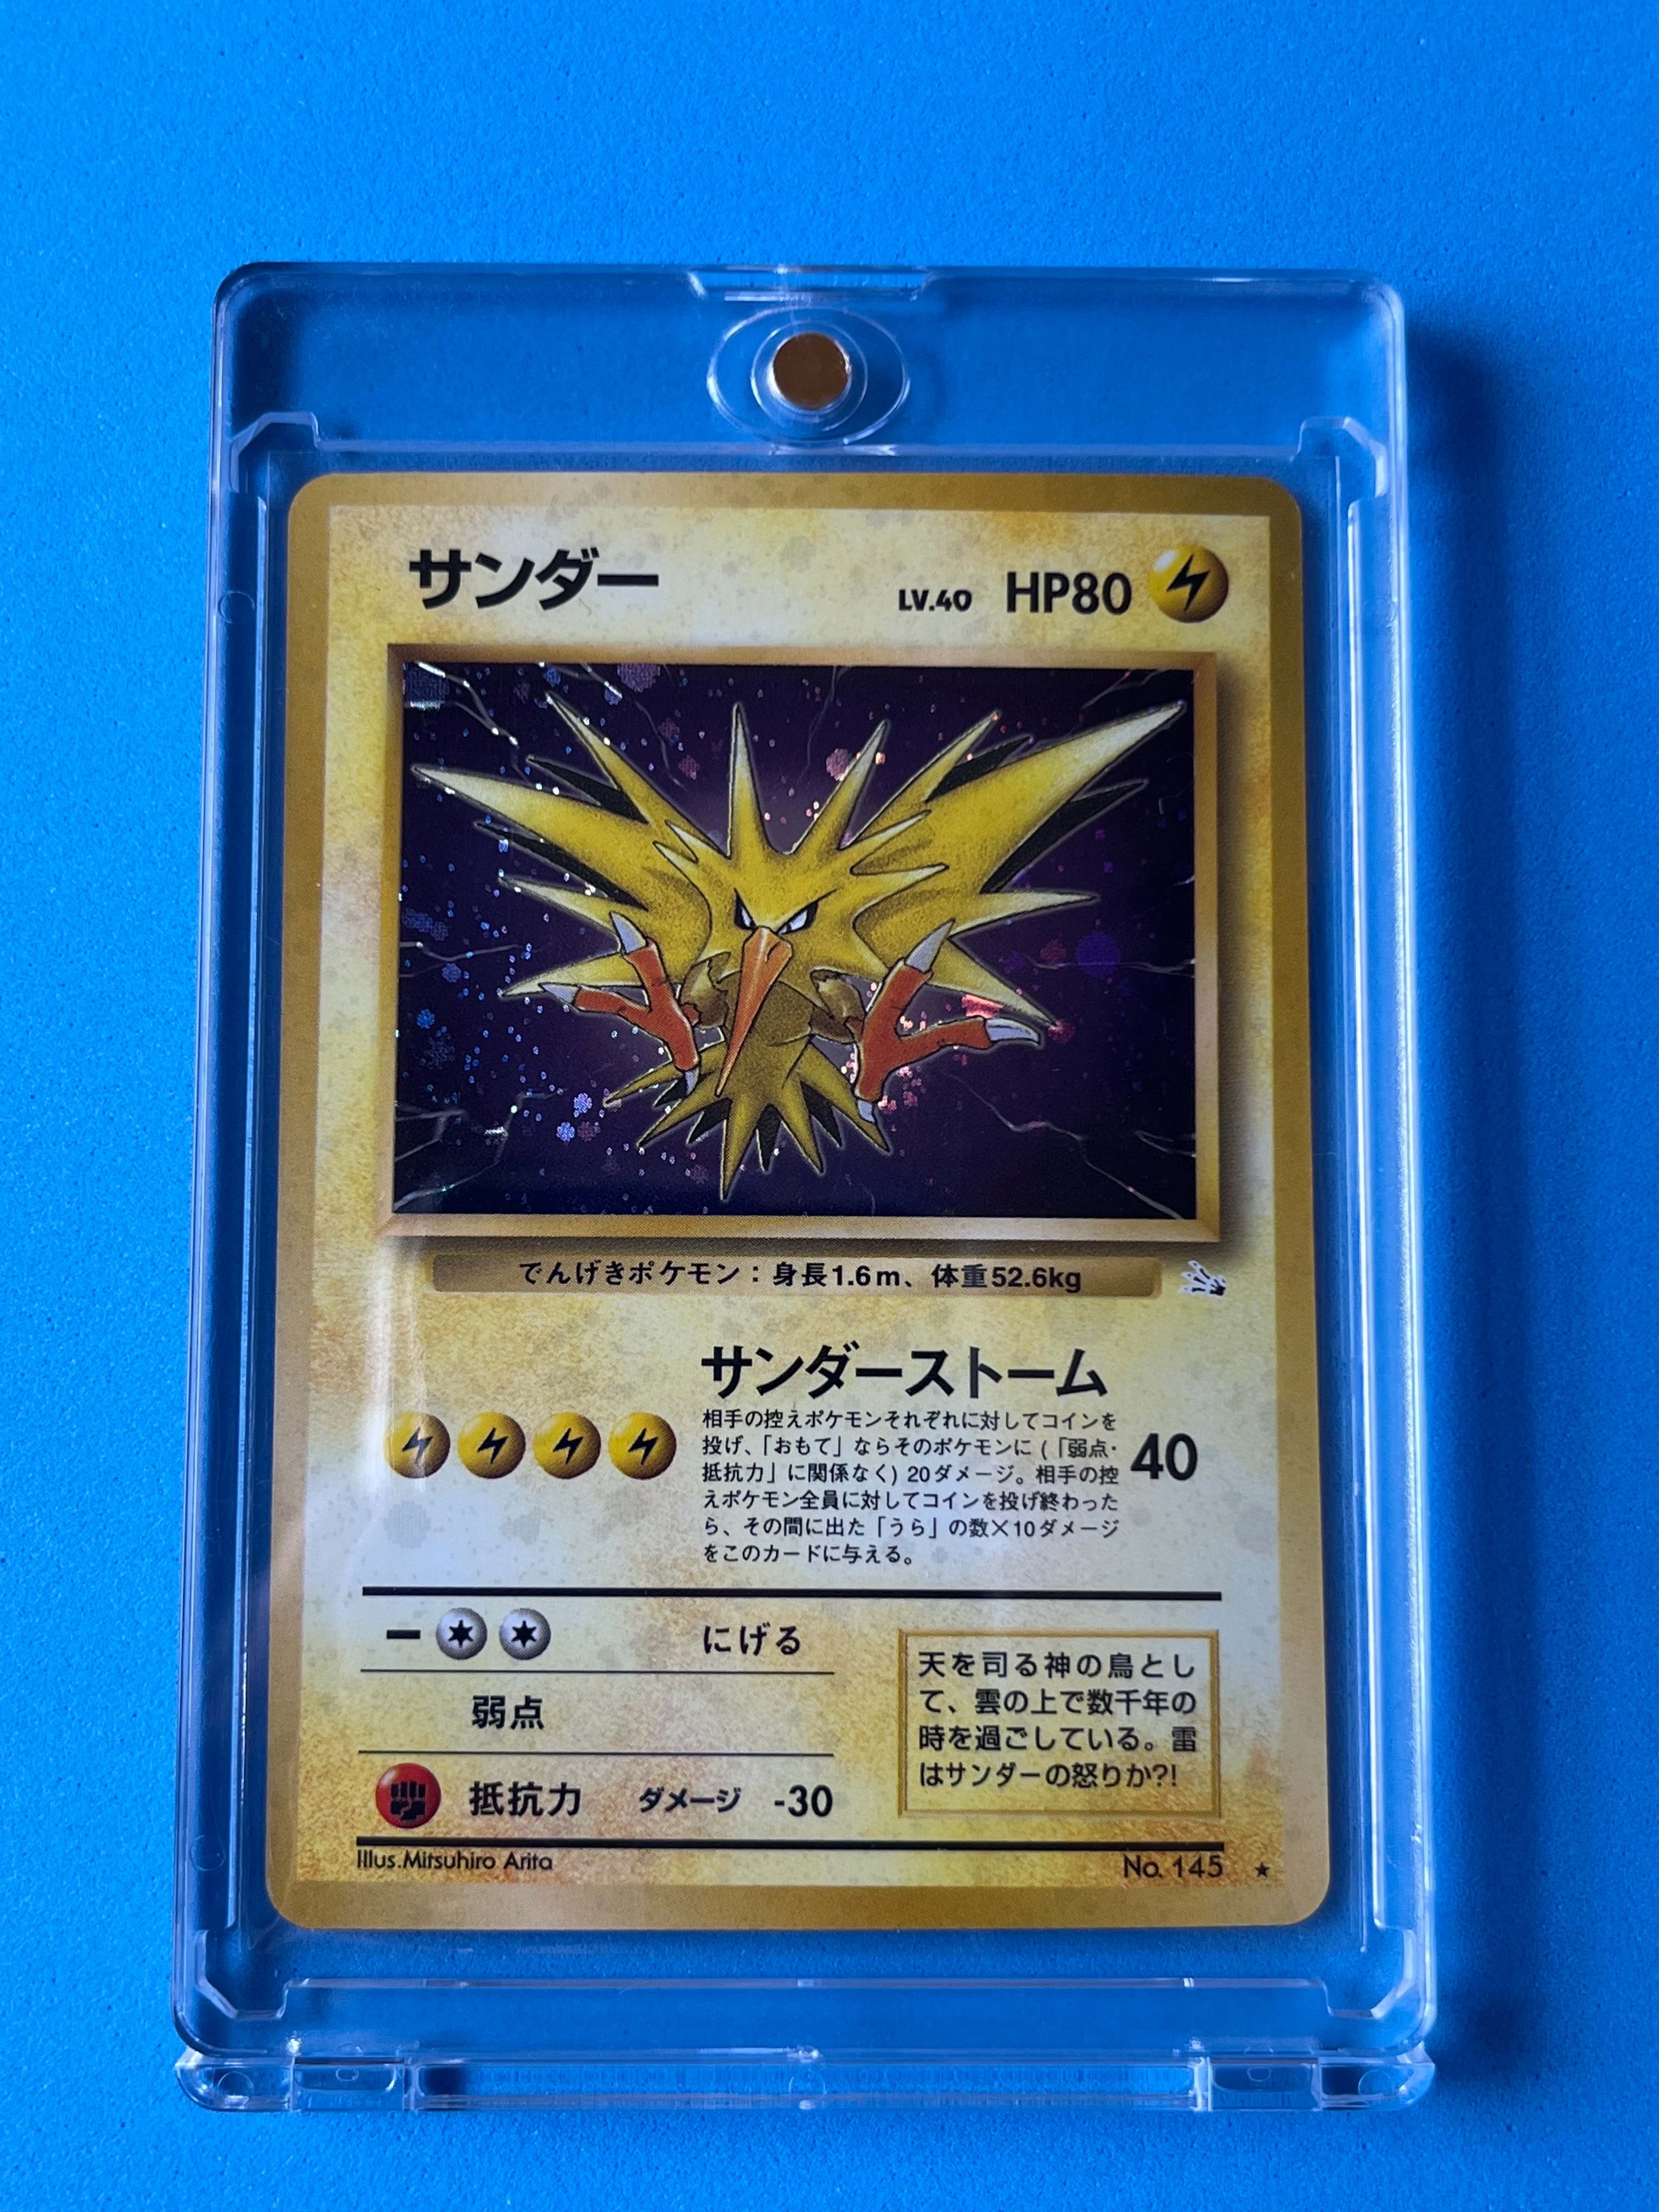 サンダー
LV.40 HP80
でんげきポケモン：身長1.6m、体重52.6kg
サンダーストーム
相手の控えポケモンそれぞれに対してコインを
投げ、「おもて」ならそのポケモンに (「弱点･
抵抗力」に関係なく) 20ダメージ。相手の控
えポケモン全員に対してコインを投げ終わった
ら、その間に出た「うら」の数×10ダメージ
をこのカードに与える。
40
ー にげる
弱点
抵抗力 ダメージ -30
天を司る神の鳥とし
て、雲の上で数千年の
時を過ごしている。雷
はサンダーの怒りか?!
Illus.Mitsuhiro Arita
No. 145 ★